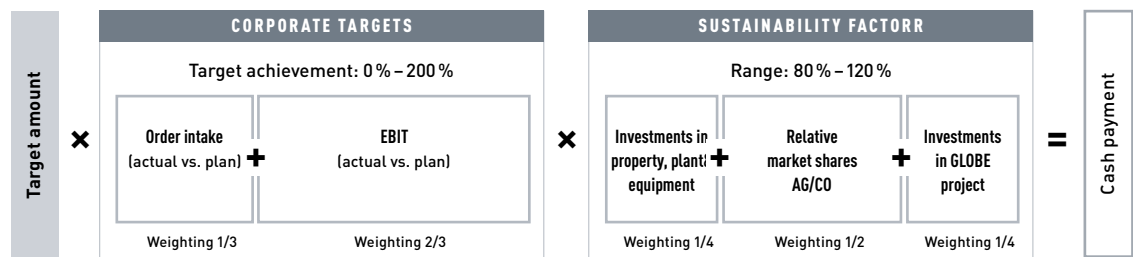 CORPORATE TARGETS
SUSTAINABILITY FACTORR
Target amount
×
Target achievement: 0 % – 200 %
Order intake
(actual vs. plan)
+
EBIT
(actual vs. plan)
Weighting 1/3
Weighting 2/3
×
Range: 80 % – 120 %
Investments in
property, plant
equipment
+
Relative
market shares
AG/CO
+
Investments
in GLOBE
project
Weighting 1/4
Weighting 1/2
Weighting 1/4
=
Cash payment